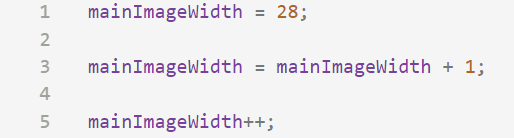 1 mainImageWidth = 28;
2
3 mainImageWidth = mainImageWidth + 1;
4
5 mainImageWidth++;